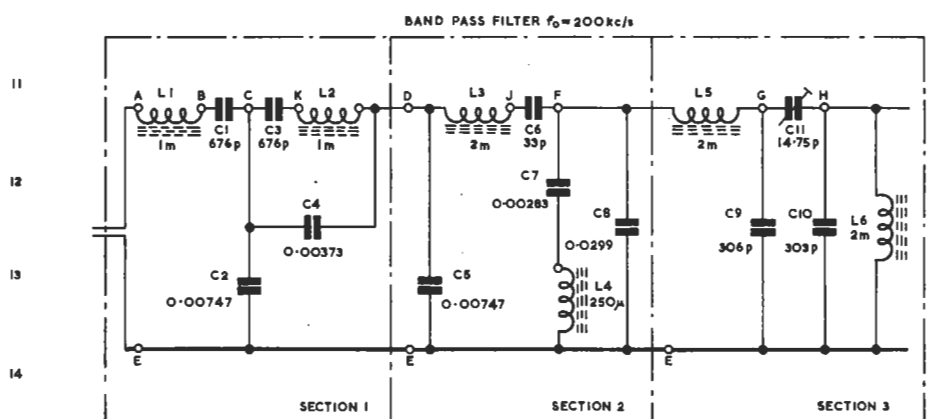 BAND PASS FILTER f₀=200kc/s
11
A L1 B C K L2 D L3 J F L5 G H
C1 C3 C6 C11
676p 676p 33p 14·75p
1m 1m 2m 2m
12
C7
C4 0·00283 C8 C9 C10 L6
2m
0·00373 0·0299 306p 303p
13
C2 C5 L4
0·00747 0·00747 250μ
E E E
14
SECTION 1 SECTION 2 SECTION 3